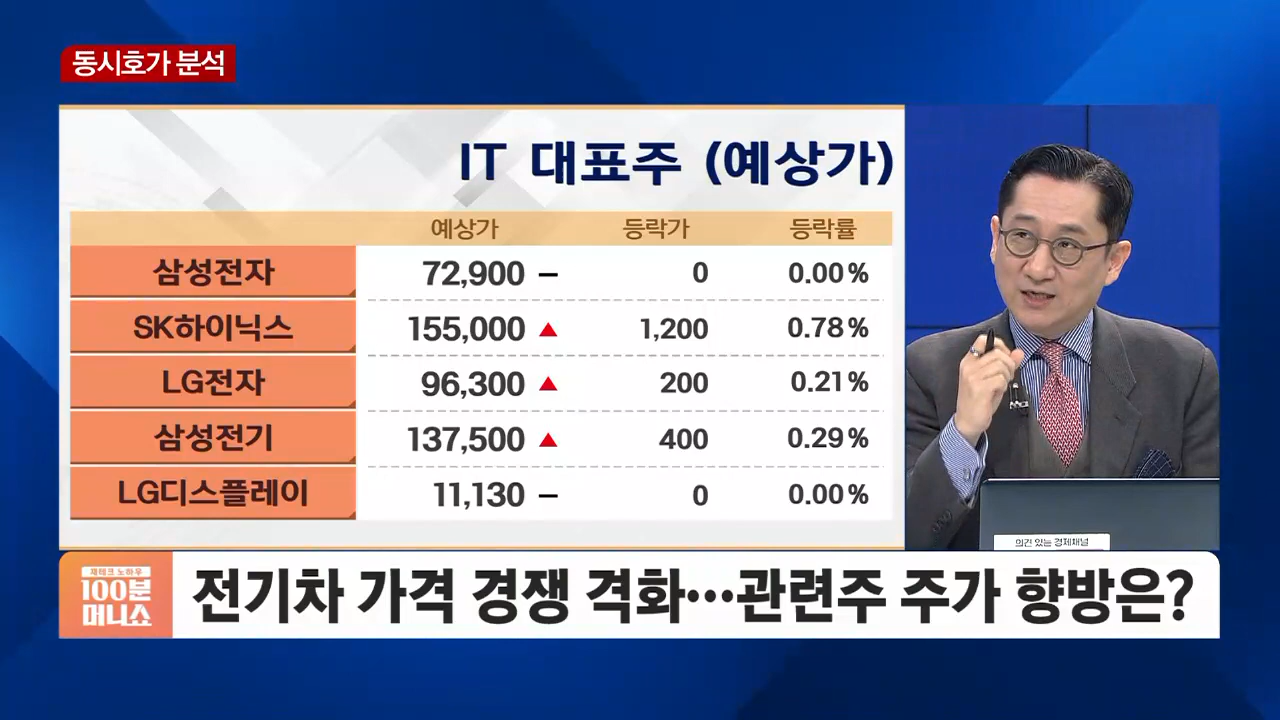 동시호가 분석
IT 대표주 (예상가)
예상가 등락가 등락률
삼성전자 72,900 – 0 0.00%
SK하이닉스 155,000 ▲ 1,200 0.78%
LG전자 96,300 ▲ 200 0.21%
삼성전기 137,500 ▲ 400 0.29%
LG디스플레이 11,130 – 0 0.00%
의견 있는 경제채널
재테크 노하우
100분
머니쇼
전기차 가격 경쟁 격화…관련주 주가 향방은?